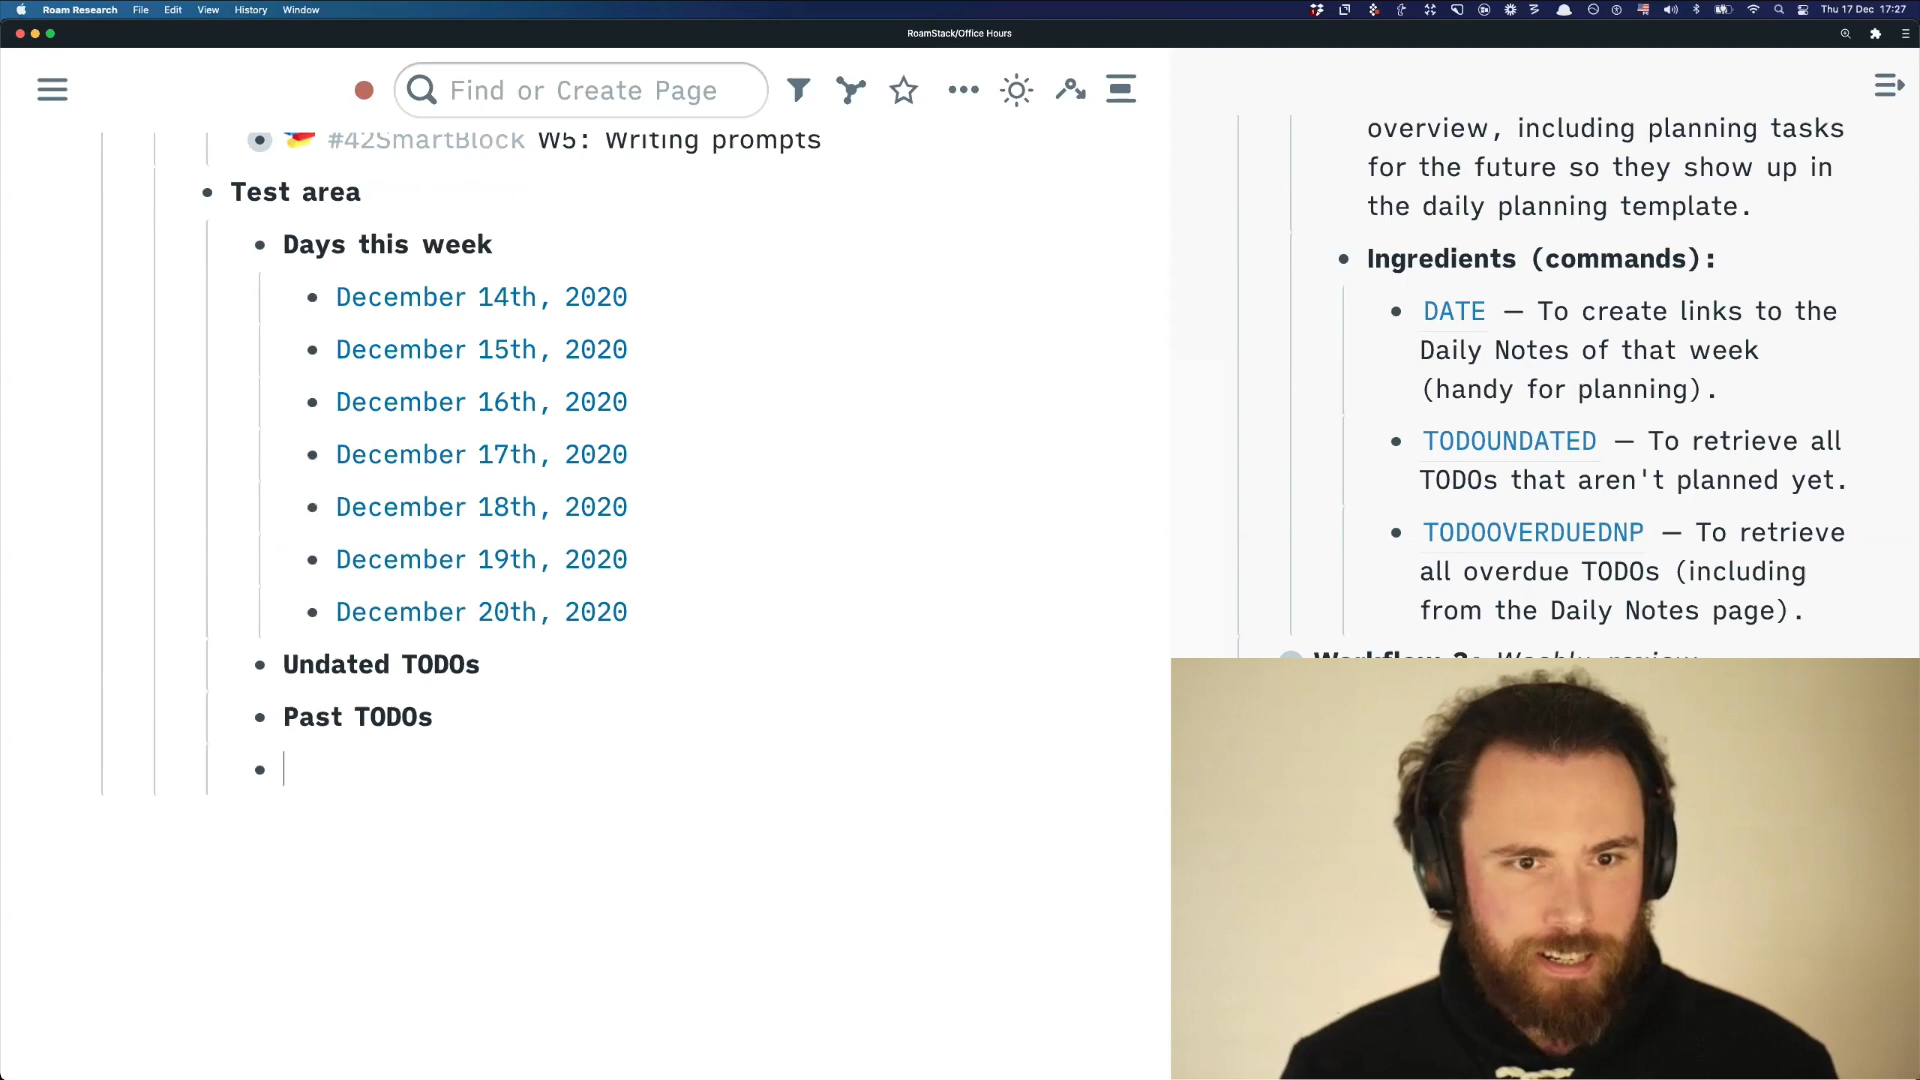 Roam Research File Edit View History Window
Thu 17 Dec 17:27
RoamStack/Office Hours
Find or Create Page
#42SmartBlock W5: Writing prompts
Test area
Days this week
December 14th, 2020
December 15th, 2020
December 16th, 2020
December 17th, 2020
December 18th, 2020
December 19th, 2020
December 20th, 2020
Undated TODOs
Past TODOs
overview, including planning tasks
for the future so they show up in
the daily planning template.
Ingredients (commands):
DATE — To create links to the
Daily Notes of that week
(handy for planning).
TODOUNDATED — To retrieve all
TODOs that aren't planned yet.
TODOOVERDUEDNP — To retrieve
all overdue TODOs (including
from the Daily Notes page).
Weekly review